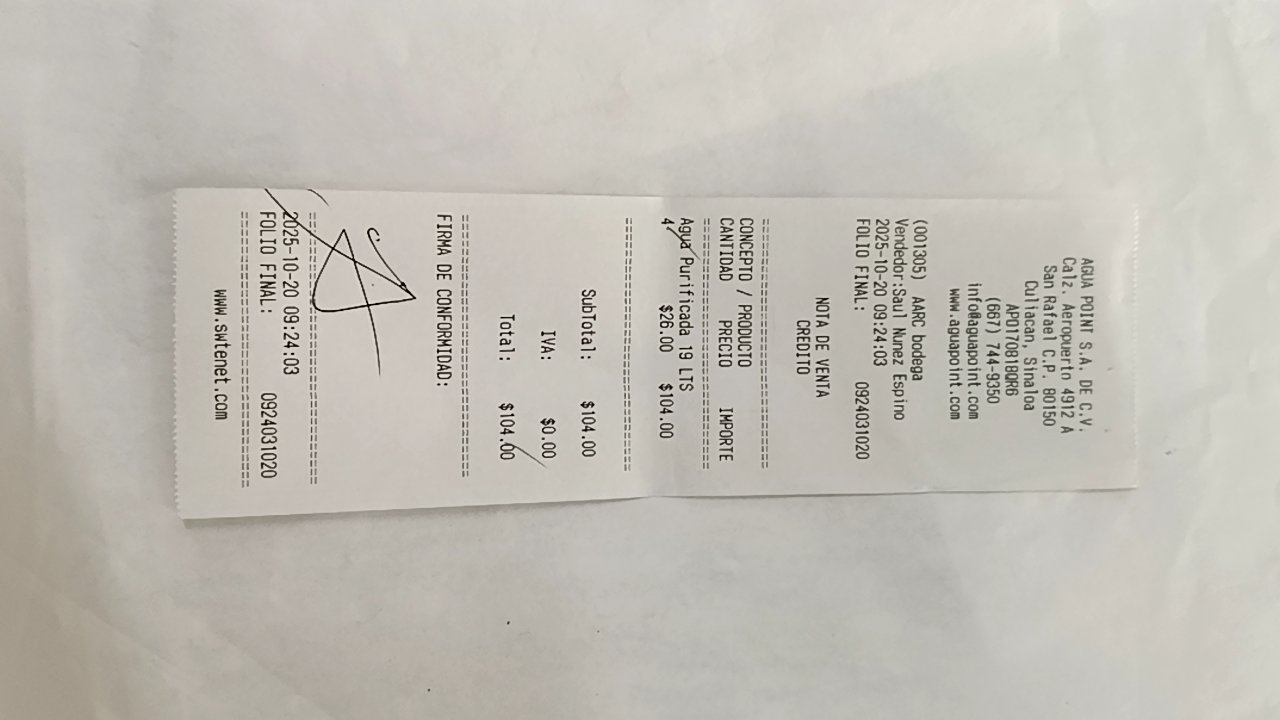 AGUA POINT S.A. DE C.V.
Calz. Aeropuerto 4912 A
San Rafael C.P. 80150
Culiacan, Sinaloa
APO170818QR6
(667) 744-9350
info@aguapoint.com
www.aguapoint.com
(001305) AARC bodega
Vendedor:Saul Nunez Espino
2025-10-20 09:24:03
FOLIO FINAL: 0924031020
NOTA DE VENTA
CREDITO
==============================
CONCEPTO / PRODUCTO
CANTIDAD PRECIO IMPORTE
==============================
Agua Purificada 19 LTS
4 $26.00 $104.00
==============================
SubTotal: $104.00
IVA: $0.00
Total: $104.00
==============================
FIRMA DE CONFORMIDAD:
==============================
2025-10-20 09:24:03
FOLIO FINAL: 0924031020
==============================
www.swtenet.com